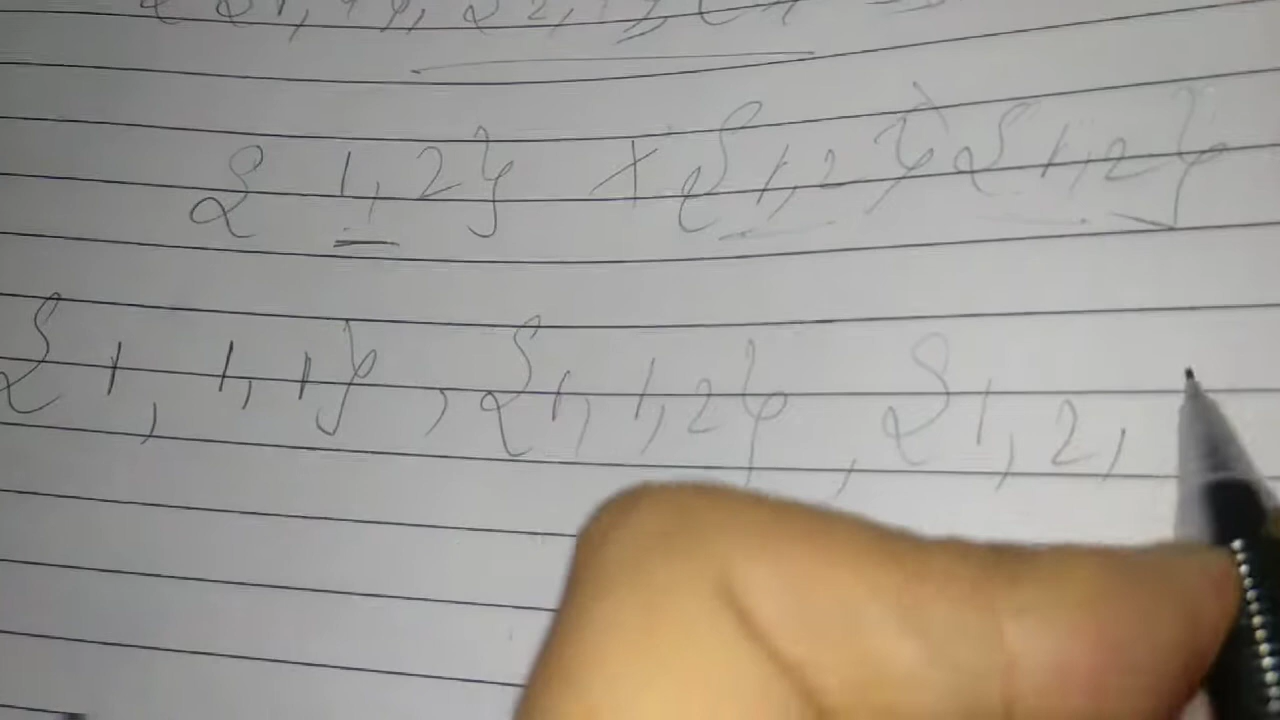 {1,2} × {1,2} × {1,2}
{1, 1, 1}, {1, 1, 2}, {1, 2,